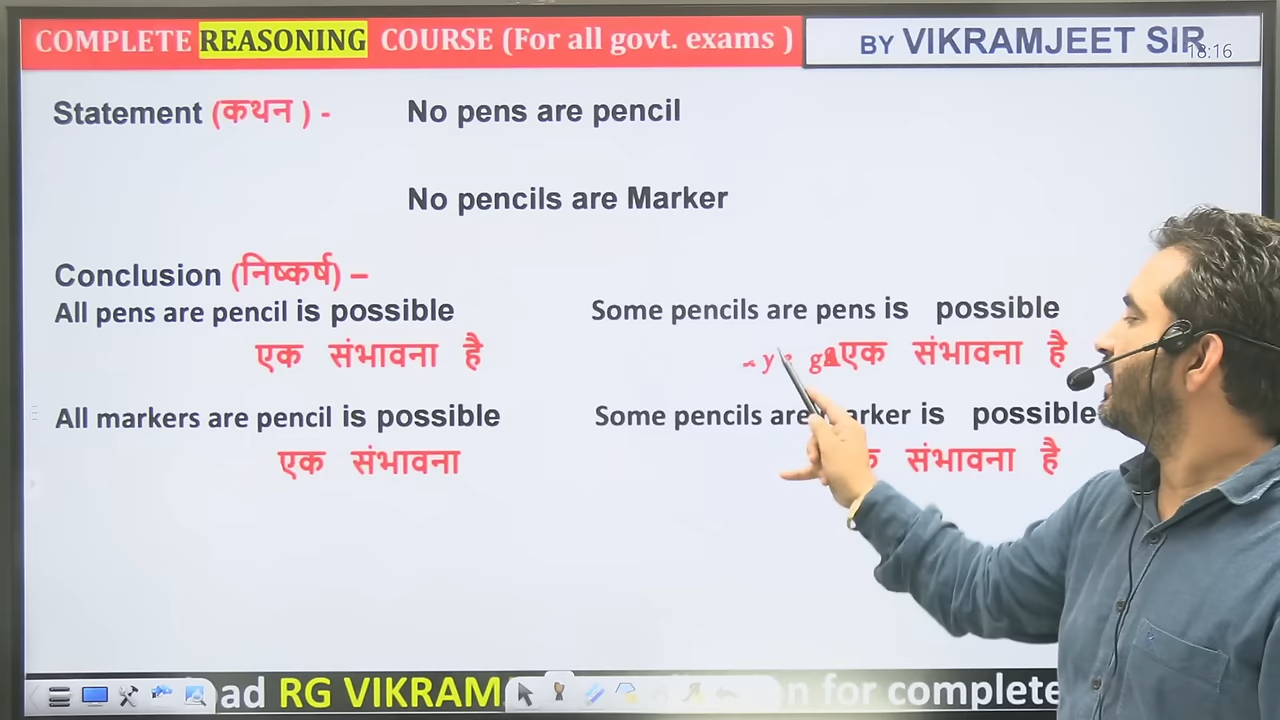 COMPLETE REASONING COURSE (For all govt. exams )
BY VIKRAMJEET SIR
18:16
Statement (कथन ) - No pens are pencil
No pencils are Marker
Conclusion (निष्कर्ष) –
All pens are pencil is possible
Some pencils are pens is possible
एक संभावना है
एक संभावना है
All markers are pencil is possible
Some pencils are is possible
एक संभावना
संभावना है
RG VIKRAM for complete